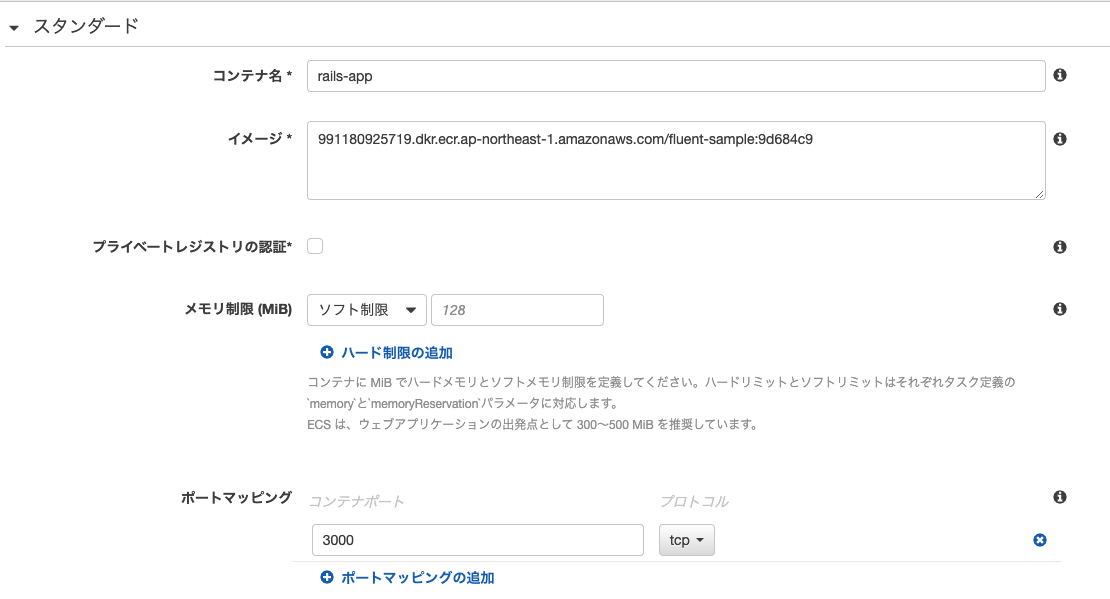 スタンダード
コンテナ名 * rails-app
イメージ * 991180925719.dkr.ecr.ap-northeast-1.amazonaws.com/fluent-sample:9d684c9
プライベートレジストリの認証*
メモリ制限 (MiB) ソフト制限 128
ハード制限の追加
コンテナに MiB でハードメモリとソフトメモリ制限を定義してください。ハードリミットとソフトリミットはそれぞれタスク定義の
`memory`と`memoryReservation`パラメータに対応します。
ECS は、ウェブアプリケーションの出発点として 300〜500 MiB を推奨しています。
ポートマッピング コンテナポート プロトコル
3000 tcp
ポートマッピングの追加